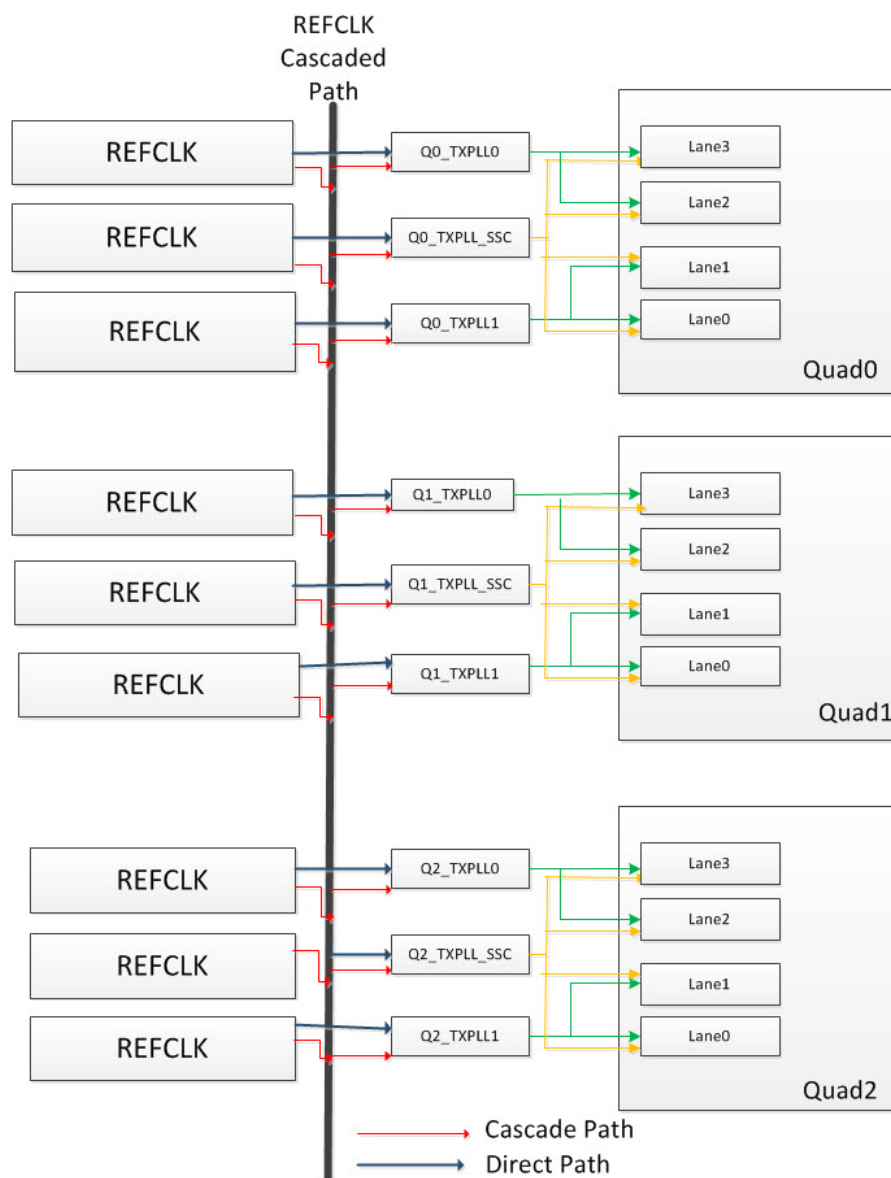 REFCLK
Cascaded
Path
REFCLK
Q0_TXPLL0
Lane3
Lane2
REFCLK
Q0_TXPLL_SSC
Lane1
REFCLK
Q0_TXPLL1
Lane0
Quad0
REFCLK
Q1_TXPLL0
Lane3
Lane2
REFCLK
Q1_TXPLL_SSC
Lane1
REFCLK
Q1_TXPLL1
Lane0
Quad1
REFCLK
Q2_TXPLL0
Lane3
Lane2
REFCLK
Q2_TXPLL_SSC
Lane1
REFCLK
Q2_TXPLL1
Lane0
Quad2
Cascade Path
Direct Path